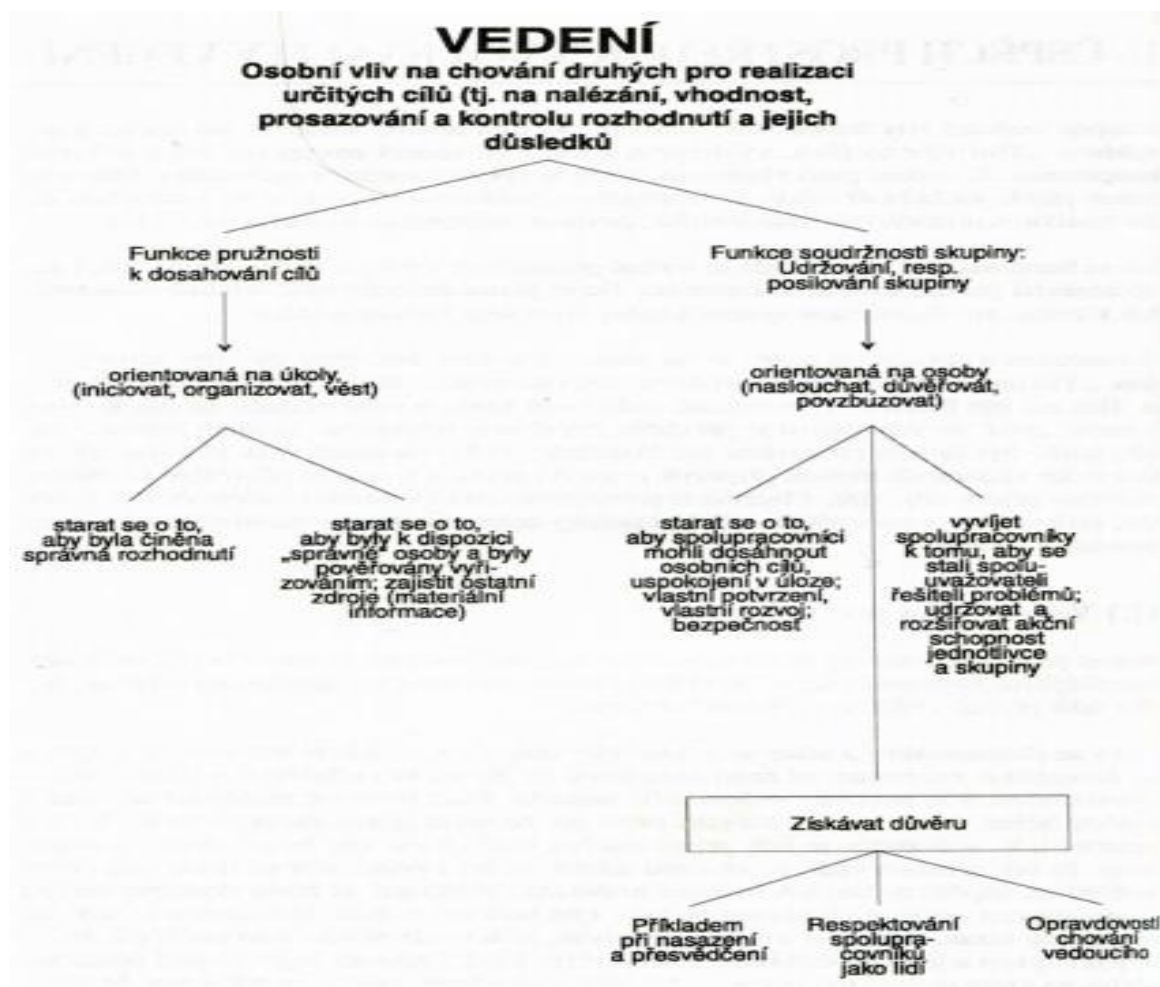 VEDENÍ
Osobní vliv na chování druhých pro realizaci
určitých cílů (tj. na nalézání, vhodnost,
prosazování a kontrolu rozhodnutí a jejich
důsledků
Funkce pružnosti
k dosahování cílů
Funkce soudržnosti skupiny:
Udržování, resp.
posilování skupiny
orientovaná na úkoly,
(iniciovat, organizovat, vést)
orientovaná na osoby
(naslouchat, důvěřovat,
povzbuzovat)
starat se o to,
aby byla činěna
správná rozhodnutí
starat se o to,
aby byly k dispozici
„správné" osoby a byly
pověřovány vyři-
zováním; zajistit ostatní
zdroje (materiální
informace)
starat se o to,
aby spolupracovníci
mohli dosáhnout
osobních cílů,
uspokojení v úloze;
vlastní potvrzení,
vlastní rozvoj;
bezpečnost
vyvíjet
spolupracovníky
k tomu, aby se
stali spolu-
uvažovateli
řešiteli problémů;
udržovat a
rozšiřovat akční
schopnost
jednotlivce
a skupiny
Získávat důvěru
Příkladem
při nasazení
a přesvědčení
Respektování
spolupra-
covníků
jako lidí
Opravdovostí
chování
vedoucího